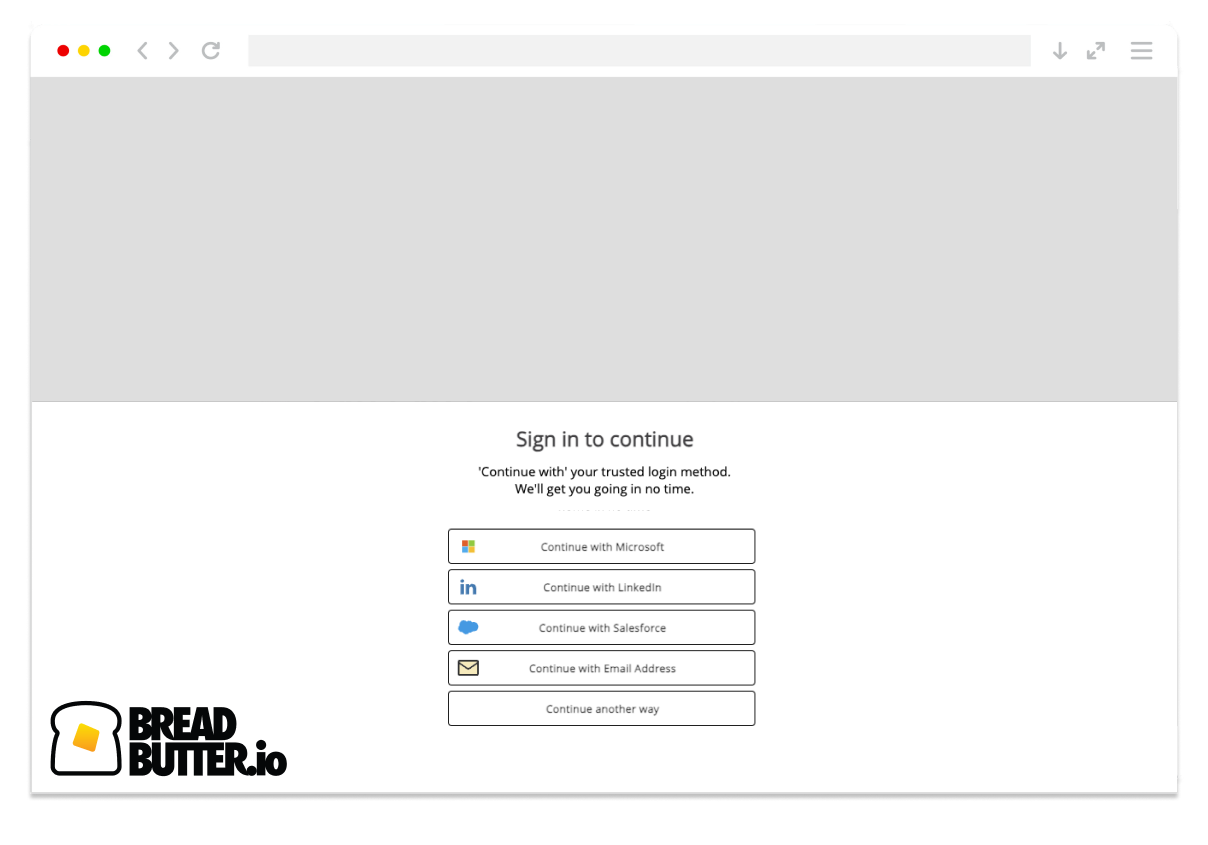 Sign in to continue
'Continue with' your trusted login method.
We'll get you going in no time.
Continue with Microsoft
in
Continue with LinkedIn
Continue with Salesforce
Continue with Email Address
Continue another way
BREAD
BUTTER.io